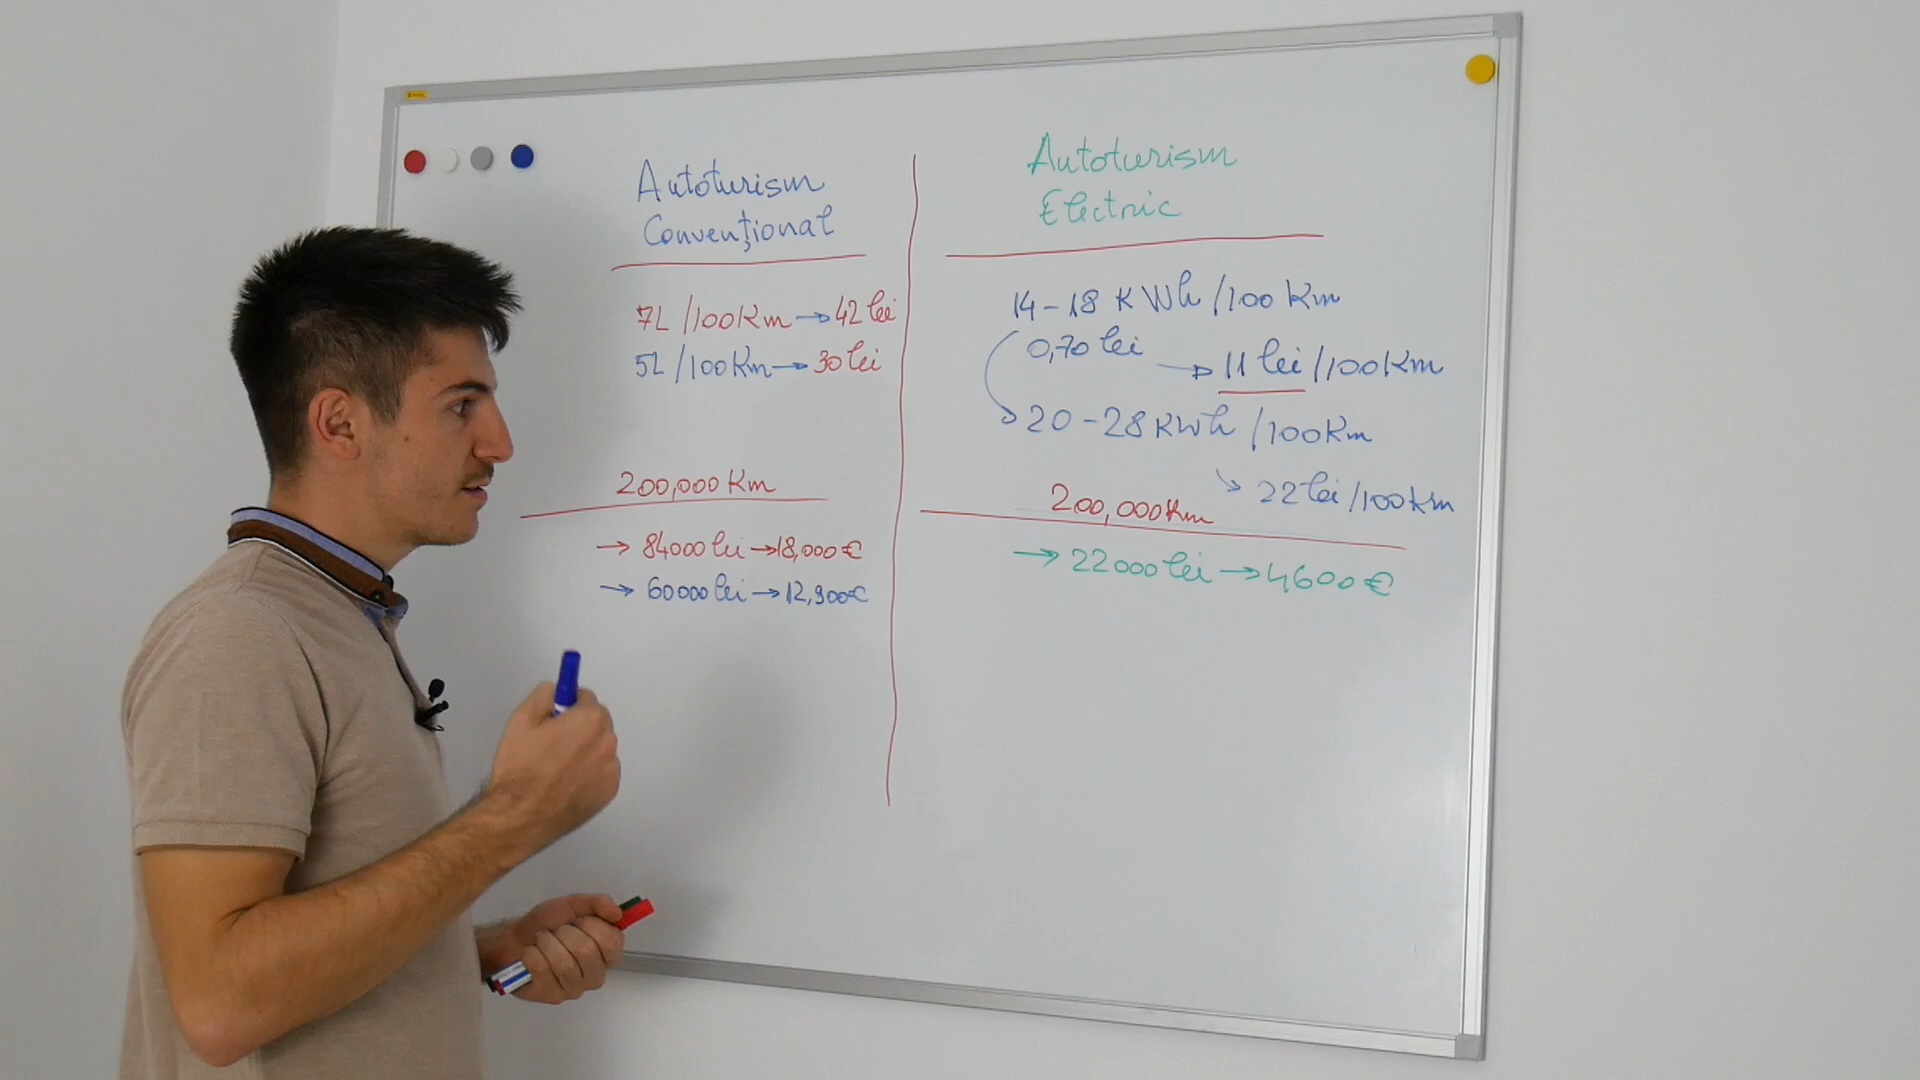 Autoturism
Convențional
7L /100Km → 42 lei
5L /100Km → 30 lei
200,000 Km
→ 84000 lei → 18,000 €
→ 60000 lei → 12,900€
Autoturism
Electric
14-18 KWh /100 Km
0,70 lei
→ 11 lei /100Km
20-28 KWh /100Km
↘ 22 lei /100Km
200,000Km
→ 22000 lei → 4600 €